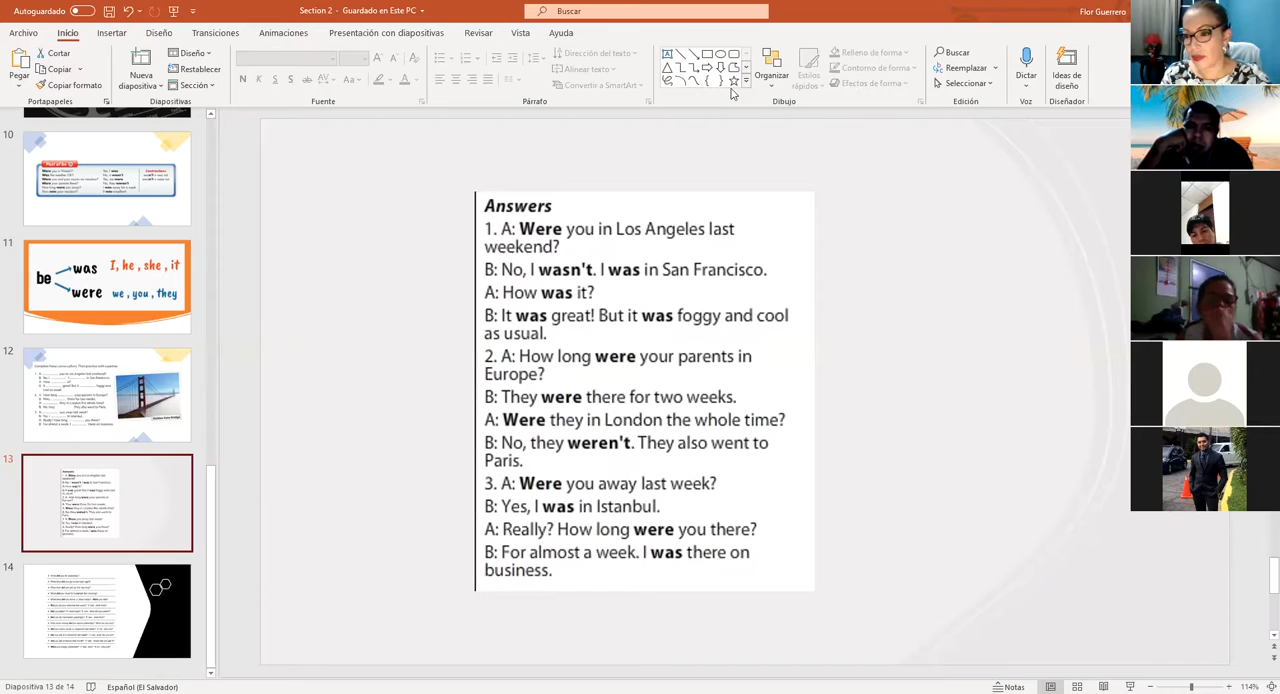 Autoguardado
Section 2 - Guardado en Este PC
Buscar
Flor Guerrero
Archivo Inicio Insertar Diseño Transiciones Animaciones Presentación con diapositivas Revisar Vista Ayuda
Pegar
Cortar
Copiar
Copiar formato
Portapapeles
Nueva
diapositiva
Diseño
Restablecer
Sección
Diapositivas
N K S S
Fuente
Dirección del texto
Alinear texto
Convertir a SmartArt
Párrafo
Organizar
Estilos
rápidos
Relleno de forma
Contorno de forma
Efectos de forma
Dibujo
Buscar
Reemplazar
Seleccionar
Edición
Dictar
Voz
Ideas de
diseño
Diseñador
10
11
be
was
I, he, she, it
were
we, you, they
12
13
14
Answers
1. A: Were you in Los Angeles last
weekend?
B: No, I wasn't. I was in San Francisco.
A: How was it?
B: It was great! But it was foggy and cool
as usual.
2. A: How long were your parents in
Europe?
B: They were there for two weeks.
A: Were they in London the whole time?
B: No, they weren't. They also went to
Paris.
3. A: Were you away last week?
B: Yes, I was in Istanbul.
A: Really? How long were you there?
B: For almost a week. I was there on
business.
Diapositiva 13 de 14
Español (El Salvador)
Notas
114%